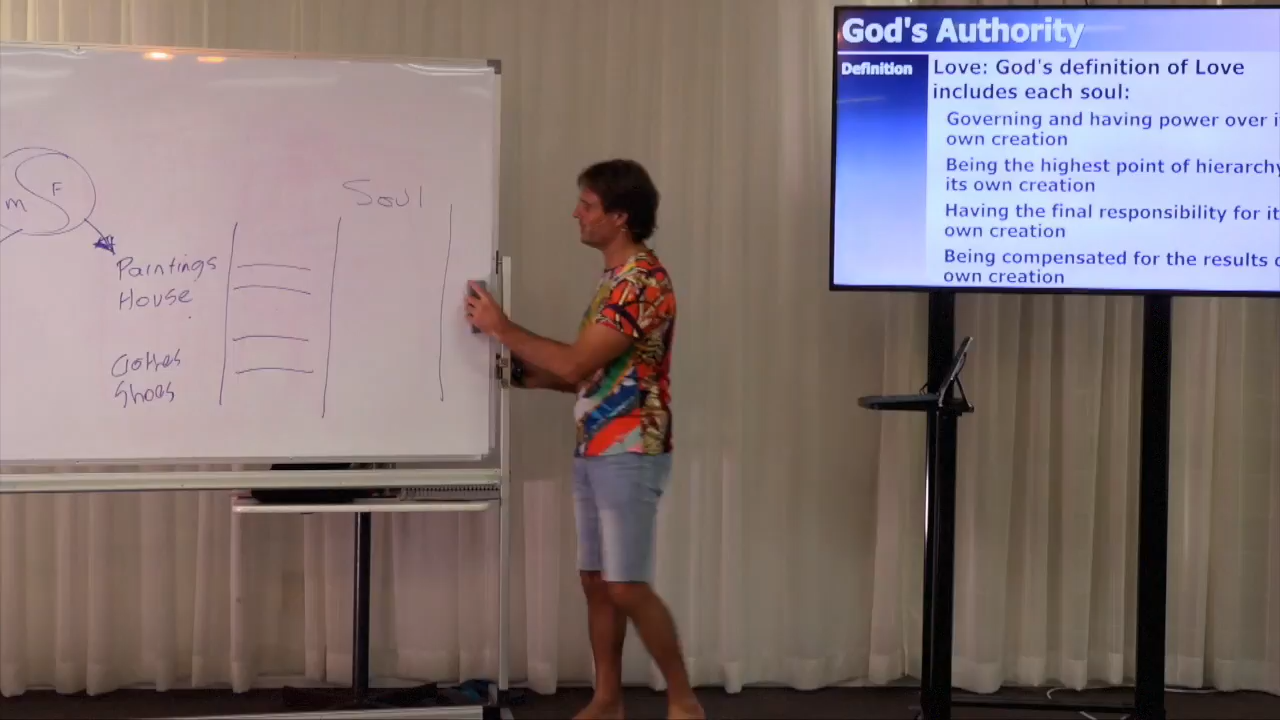 m F
Soul
Paintings
House
Clothes
Shoes
God's Authority
Definition
Love: God's definition of Love
includes each soul:
Governing and having power over
own creation
Being the highest point of hierarchy
its own creation
Having the final responsibility for
own creation
Being compensated for the results
own creation